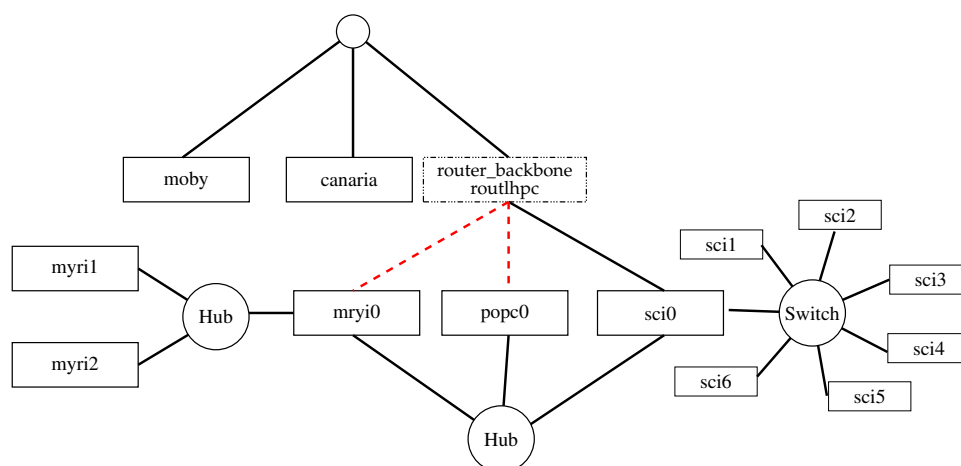 moby
canaria
router_backbone
routlhpc
sci2
sci1
myri1
sci3
Hub
mryi0
popc0
sci0
Switch
myri2
sci4
sci6
sci5
Hub